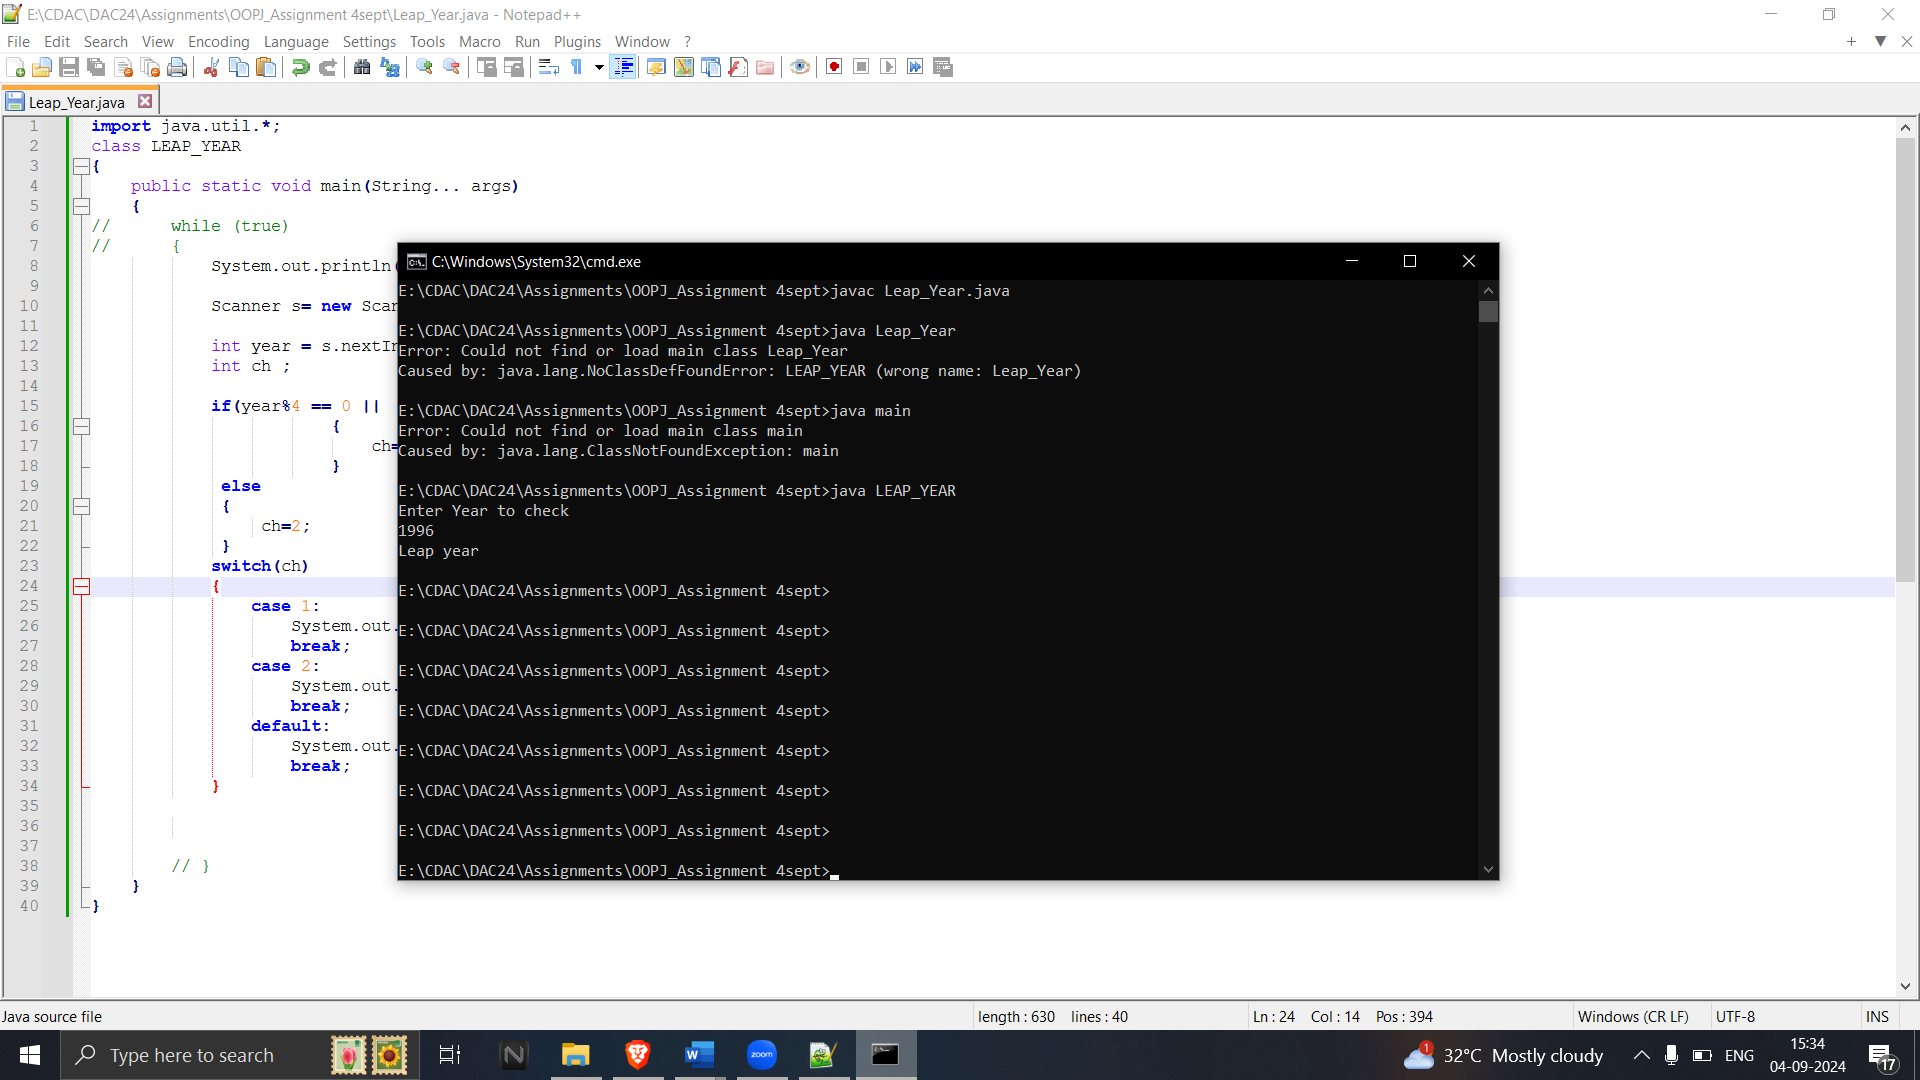 E:\CDAC\DAC24\Assignments\OOPJ_Assignment 4sept\Leap_Year.java - Notepad++
File Edit Search View Encoding Language Settings Tools Macro Run Plugins Window ?
Leap_Year.java
1 import java.util.*;
2 class LEAP_YEAR
3 {
4 public static void main(String... args)
5 {
6 // while (true)
7 // {
8 System.out.println(
9
10 Scanner s= new Scan
11
12 int year = s.nextIn
13 int ch ;
14
15 if(year%4 == 0 ||
16 {
17 ch=
18 }
19 else
20 {
21 ch=2;
22 }
23 switch(ch)
24 {
25 case 1:
26 System.out.
27 break;
28 case 2:
29 System.out.
30 break;
31 default:
32 System.out.
33 break;
34 }
35
36
37
38 // }
39 }
40 }
C:\Windows\System32\cmd.exe
E:\CDAC\DAC24\Assignments\OOPJ_Assignment 4sept>javac Leap_Year.java
E:\CDAC\DAC24\Assignments\OOPJ_Assignment 4sept>java Leap_Year
Error: Could not find or load main class Leap_Year
Caused by: java.lang.NoClassDefFoundError: LEAP_YEAR (wrong name: Leap_Year)
E:\CDAC\DAC24\Assignments\OOPJ_Assignment 4sept>java main
Error: Could not find or load main class main
Caused by: java.lang.ClassNotFoundException: main
E:\CDAC\DAC24\Assignments\OOPJ_Assignment 4sept>java LEAP_YEAR
Enter Year to check
1996
Leap year
E:\CDAC\DAC24\Assignments\OOPJ_Assignment 4sept>
E:\CDAC\DAC24\Assignments\OOPJ_Assignment 4sept>
E:\CDAC\DAC24\Assignments\OOPJ_Assignment 4sept>
E:\CDAC\DAC24\Assignments\OOPJ_Assignment 4sept>
E:\CDAC\DAC24\Assignments\OOPJ_Assignment 4sept>
E:\CDAC\DAC24\Assignments\OOPJ_Assignment 4sept>
E:\CDAC\DAC24\Assignments\OOPJ_Assignment 4sept>
E:\CDAC\DAC24\Assignments\OOPJ_Assignment 4sept>
Java source file length : 630 lines : 40 Ln : 24 Col : 14 Pos : 394 Windows (CR LF) UTF-8 INS
Type here to search
zoom
1
32°C Mostly cloudy
ENG
15:34
04-09-2024
17